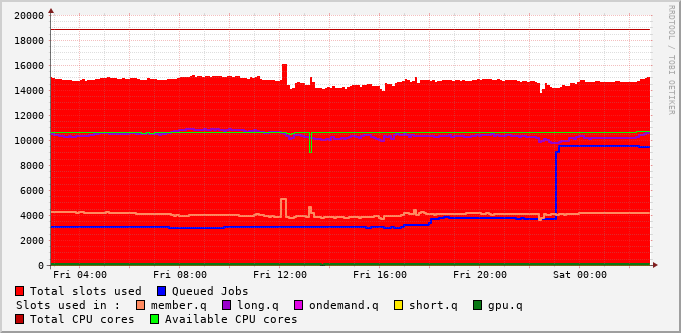 20000
18000
16000
14000
12000
10000
8000
6000
4000
2000
0
Fri 04:00 Fri 08:00 Fri 12:00 Fri 16:00 Fri 20:00 Sat 00:00
RRDTOOL / TOBI OETIKER
Total slots used Queued Jobs
Slots used in : member.q long.q ondemand.q short.q gpu.q
Total CPU cores Available CPU cores